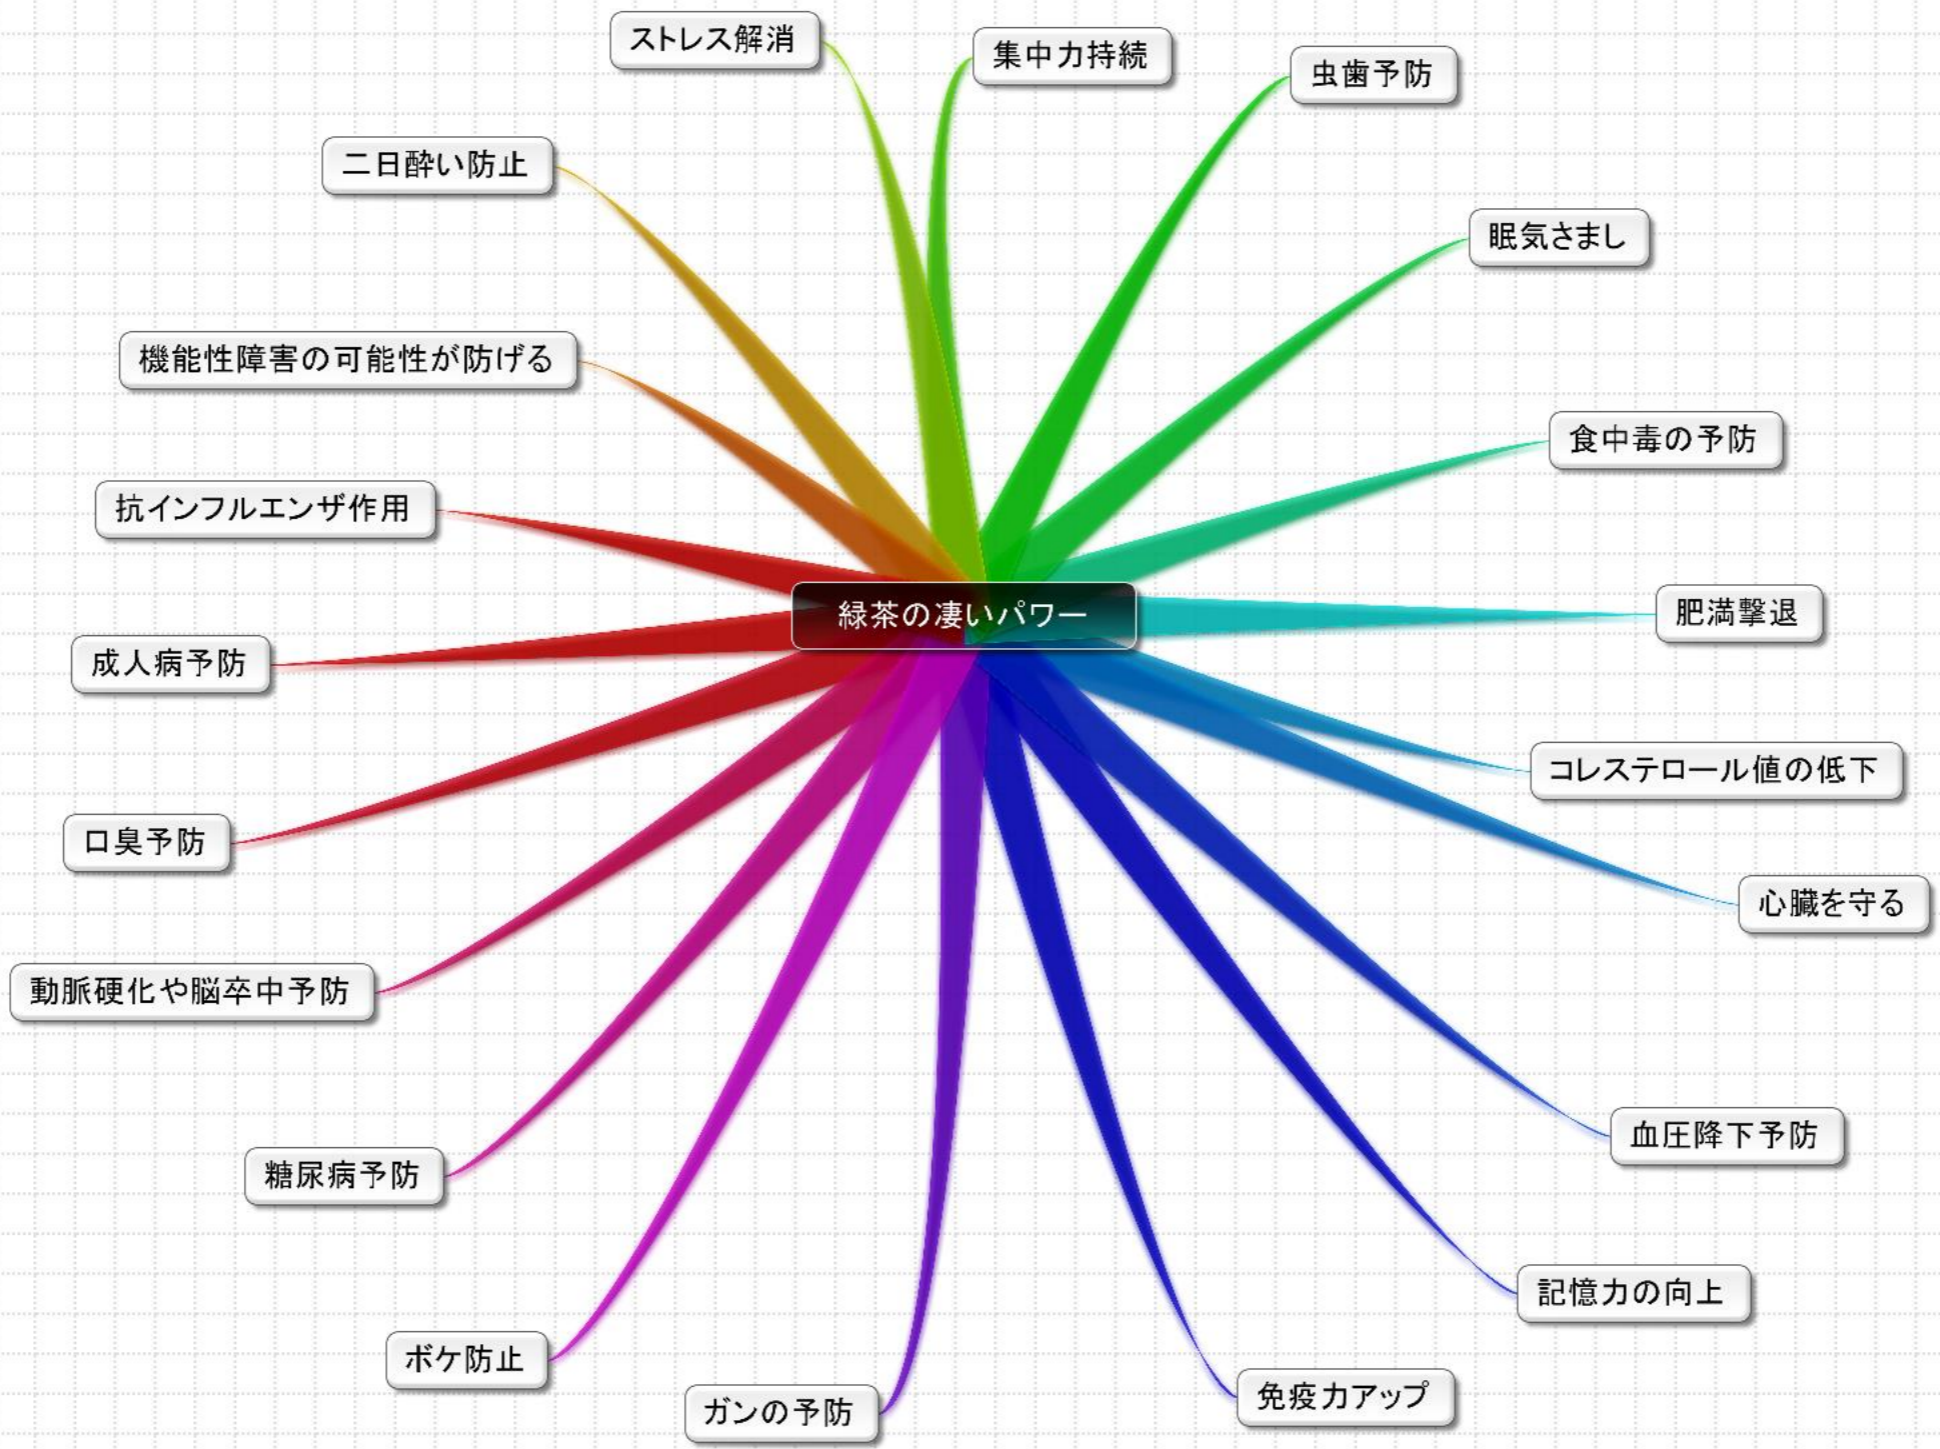 緑茶の凄いパワー
集中力持続
虫歯予防
眠気さまし
食中毒の予防
肥満撃退
コレステロール値の低下
心臓を守る
血圧降下予防
記憶力の向上
免疫力アップ
ガンの予防
ボケ防止
糖尿病予防
動脈硬化や脳卒中予防
口臭予防
成人病予防
抗インフルエンザ作用
機能性障害の可能性が防げる
二日酔い防止
ストレス解消